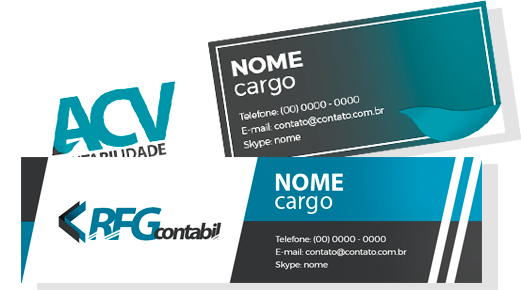 NOME
cargo
Telefone: (00) 0000 - 0000
E-mail: contato@contato.com.br
Skype: nome
ACV
NTABILIDADE
RFG contabil
NOME
cargo
Telefone: (00) 0000 - 0000
E-mail: contato@contato.com.br
Skype: nome